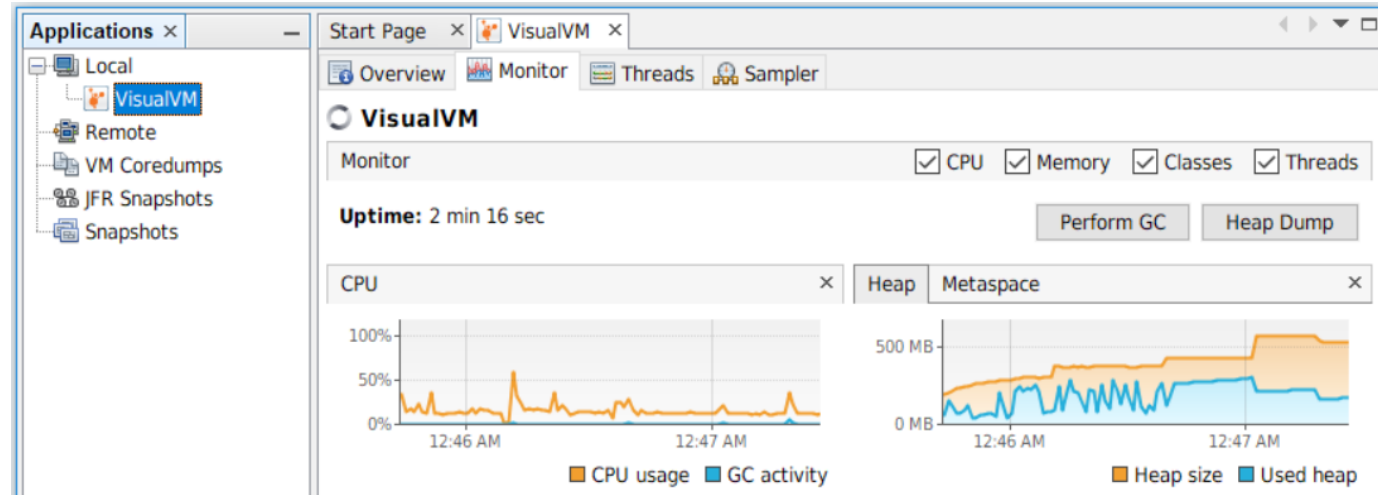 Applications
Local
VisualVM
Remote
VM Coredumps
JFR Snapshots
Snapshots
Start Page VisualVM
Overview Monitor Threads Sampler
VisualVM
Monitor CPU Memory Classes Threads
Uptime: 2 min 16 sec Perform GC Heap Dump
CPU
100%
50%
0%
12:46 AM 12:47 AM
CPU usage GC activity
Heap Metaspace
500 MB
0 MB
12:46 AM 12:47 AM
Heap size Used heap